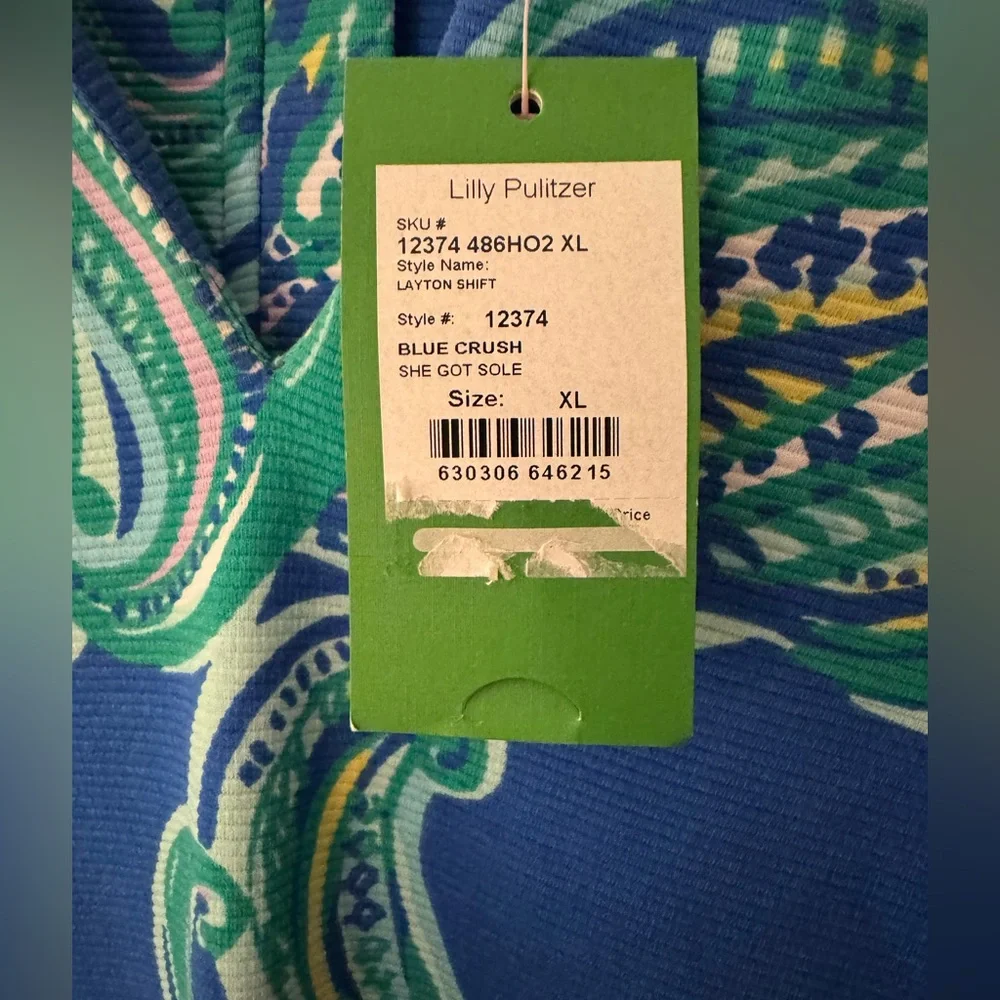 Lilly Pulitzer
SKU #
12374 486HO2 XL
Style Name:
LAYTON SHIFT
Style #: 12374
BLUE CRUSH
SHE GOT SOLE
Size: XL
630306 646215
Price